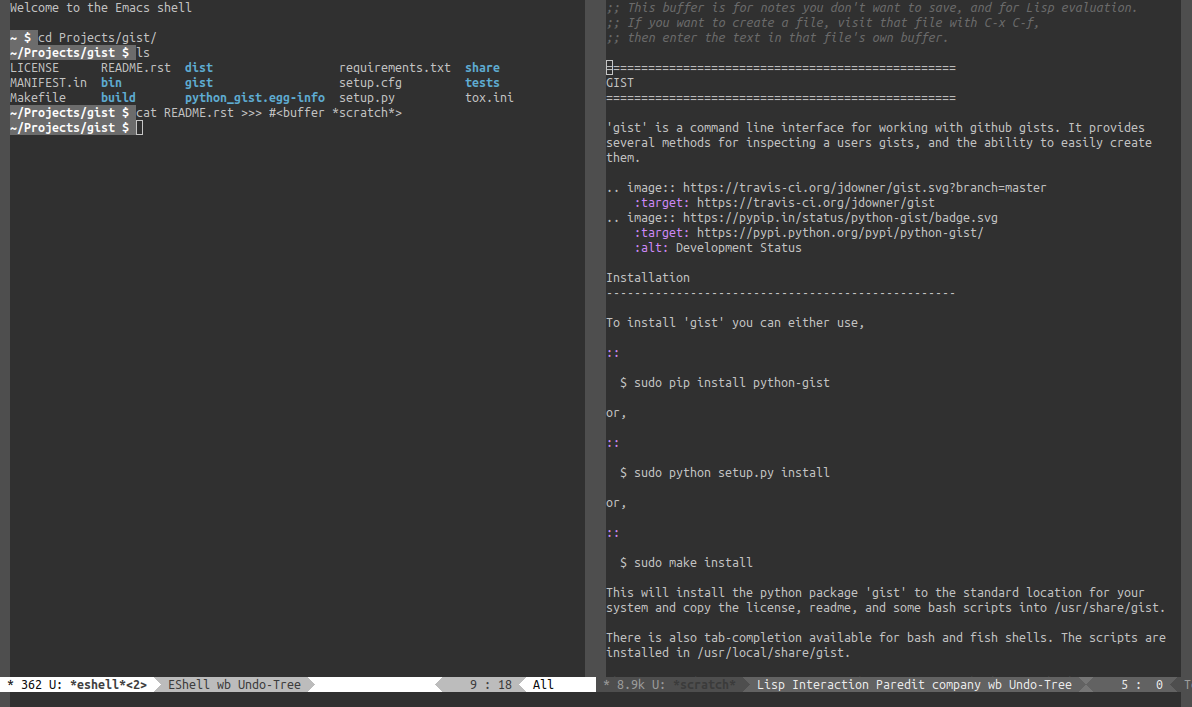 Welcome to the Emacs shell
~ $ cd Projects/gist/
~/Projects/gist $ ls
LICENSE      README.rst  dist                  requirements.txt  share
MANIFEST.in  bin         gist                  setup.cfg         tests
Makefile     build       python_gist.egg-info  setup.py          tox.ini
~/Projects/gist $ cat README.rst >>> #<buffer *scratch*>
~/Projects/gist $
* 362 U: *eshell*<2> EShell wb Undo-Tree 9 : 18 All
;; This buffer is for notes you don't want to save, and for Lisp evaluation.
;; If you want to create a file, visit that file with C-x C-f,
;; then enter the text in that file's own buffer.
==================================================
GIST
==================================================
'gist' is a command line interface for working with github gists. It provides
several methods for inspecting a users gists, and the ability to easily create
them.
.. image:: https://travis-ci.org/jdowner/gist.svg?branch=master
    :target: https://travis-ci.org/jdowner/gist
.. image:: https://pypip.in/status/python-gist/badge.svg
    :target: https://pypi.python.org/pypi/python-gist/
    :alt: Development Status
Installation
--------------------------------------------------
To install 'gist' you can either use,
::
  $ sudo pip install python-gist
or,
::
  $ sudo python setup.py install
or,
::
  $ sudo make install
This will install the python package 'gist' to the standard location for your
system and copy the license, readme, and some bash scripts into /usr/share/gist.
There is also tab-completion available for bash and fish shells. The scripts are
installed in /usr/local/share/gist.
* 8.9k U: *scratch* Lisp Interaction Paredit company wb Undo-Tree 5 : 0